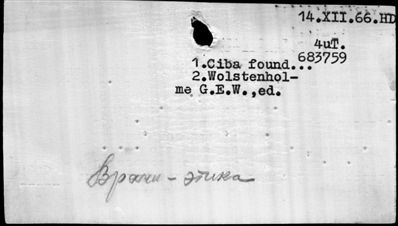 14.XII.66.HD
4uT.
683759
1.Ciba found...
2.Wolstenhol-
me G.E.W.,ed.
Врачи - этика